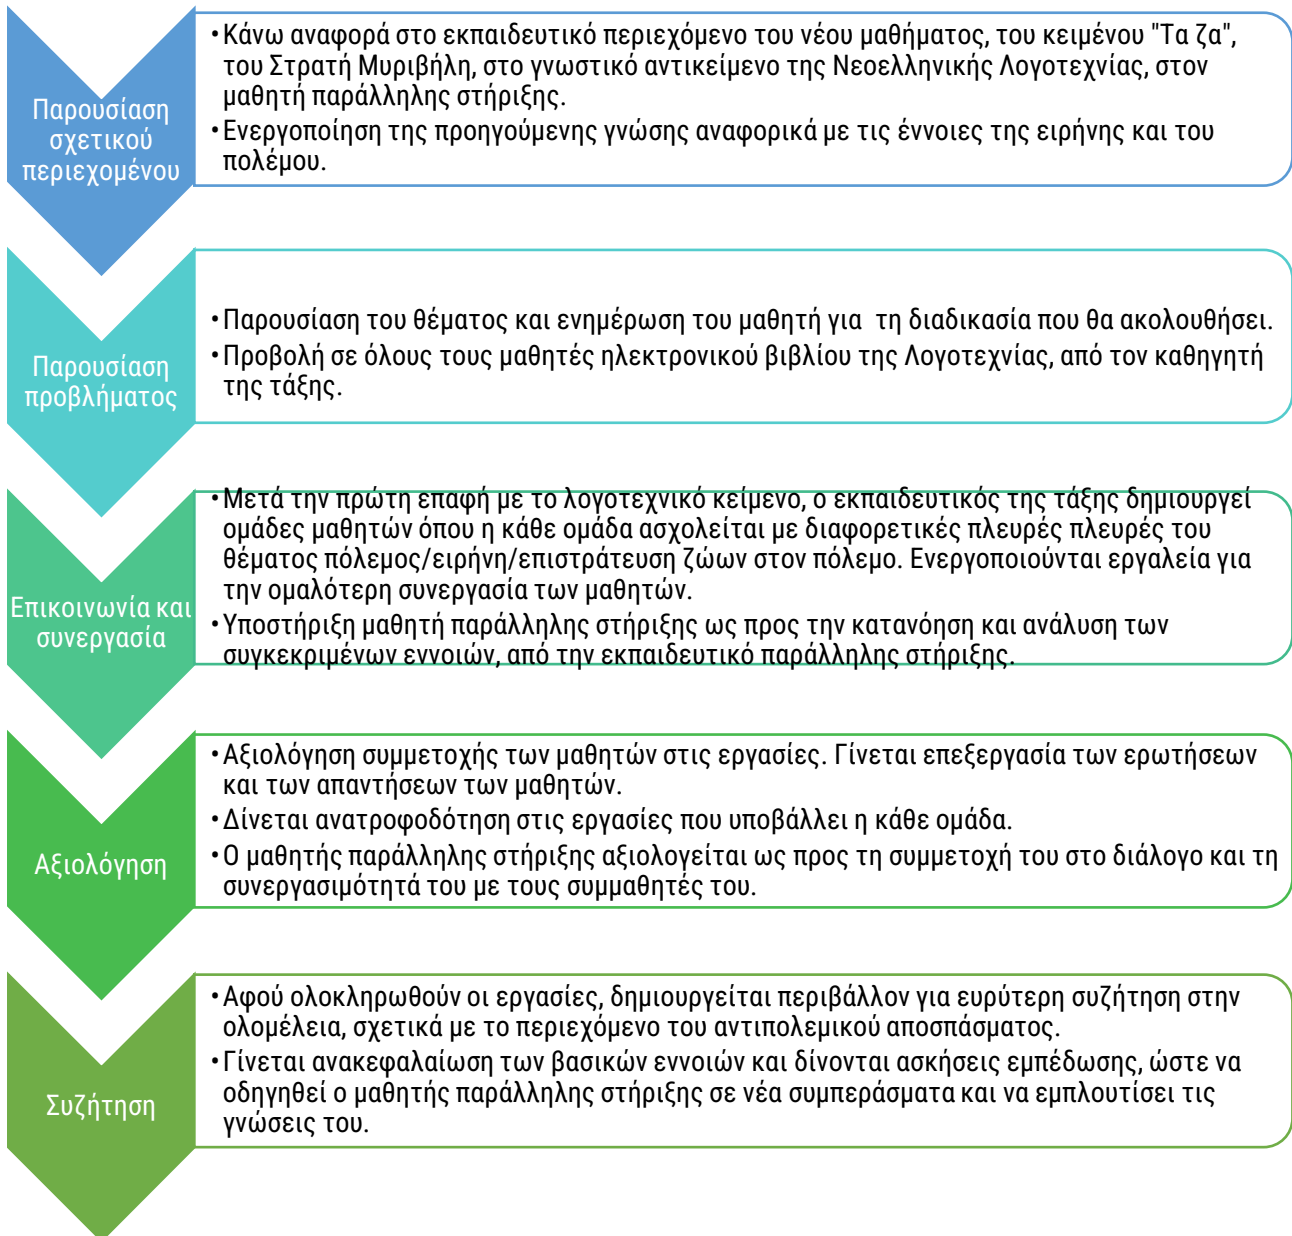 Παρουσίαση
σχετικού
περιεχομένου
•Κάνω αναφορά στο εκπαιδευτικό περιεχόμενο του νέου μαθήματος, του κειμένου "Τα ζα",
του Στρατή Μυριβήλη, στο γνωστικό αντικείμενο της Νεοελληνικής Λογοτεχνίας, στον
μαθητή παράλληλης στήριξης.
•Ενεργοποίηση της προηγούμενης γνώσης αναφορικά με τις έννοιες της ειρήνης και του
πολέμου.
Παρουσίαση
προβλήματος
•Παρουσίαση του θέματος και ενημέρωση του μαθητή για  τη διαδικασία που θα ακολουθήσει.
•Προβολή σε όλους τους μαθητές ηλεκτρονικού βιβλίου της Λογοτεχνίας, από τον καθηγητή
της τάξης.
Επικοινωνία και
συνεργασία
•Μετά την πρώτη επαφή με το λογοτεχνικό κείμενο, ο εκπαιδευτικός της τάξης δημιουργεί
ομάδες μαθητών όπου η κάθε ομάδα ασχολείται με διαφορετικές πλευρές πλευρές του
θέματος πόλεμος/ειρήνη/επιστράτευση ζώων στον πόλεμο. Ενεργοποιούνται εργαλεία για
την ομαλότερη συνεργασία των μαθητών.
•Υποστήριξη μαθητή παράλληλης στήριξης ως προς την κατανόηση και ανάλυση των
συγκεκριμένων εννοιών, από την εκπαιδευτικό παράλληλης στήριξης.
Αξιολόγηση
•Αξιολόγηση συμμετοχής των μαθητών στις εργασίες. Γίνεται επεξεργασία των ερωτήσεων
και των απαντήσεων των μαθητών.
•Δίνεται ανατροφοδότηση στις εργασίες που υποβάλλει η κάθε ομάδα.
•Ο μαθητής παράλληλης στήριξης αξιολογείται ως προς τη συμμετοχή του στο διάλογο και τη
συνεργασιμότητά του με τους συμμαθητές του.
Συζήτηση
•Αφού ολοκληρωθούν οι εργασίες, δημιουργείται περιβάλλον για ευρύτερη συζήτηση στην
ολομέλεια, σχετικά με το περιεχόμενο του αντιπολεμικού αποσπάσματος.
•Γίνεται ανακεφαλαίωση των βασικών εννοιών και δίνονται ασκήσεις εμπέδωσης, ώστε να
οδηγηθεί ο μαθητής παράλληλης στήριξης σε νέα συμπεράσματα και να εμπλουτίσει τις
γνώσεις του.